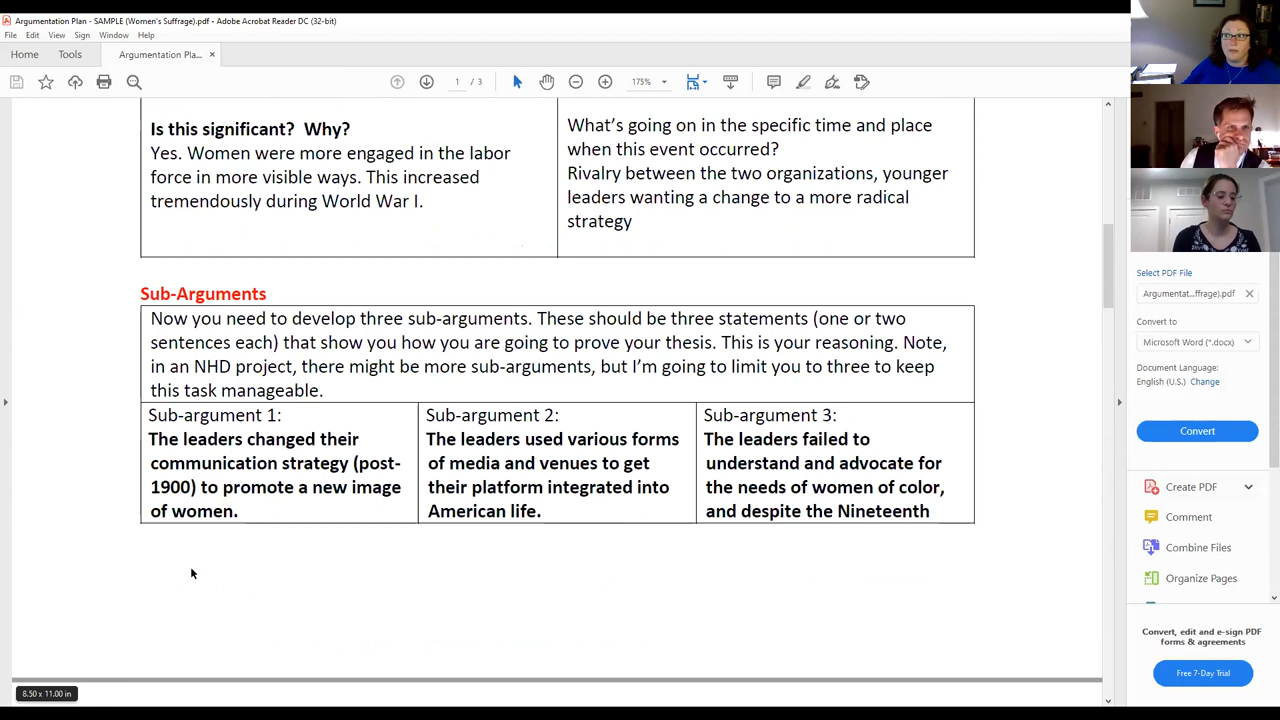 Argumentation Plan - SAMPLE (Women's Suffrage).pdf - Adobe Acrobat Reader DC (32-bit)
File Edit View Sign Window Help
Home Tools Argumentation Pla... ×
1 / 3 175%
Is this significant? Why?
Yes. Women were more engaged in the labor
force in more visible ways. This increased
tremendously during World War I.
What's going on in the specific time and place
when this event occurred?
Rivalry between the two organizations, younger
leaders wanting a change to a more radical
strategy
Sub-Arguments
Now you need to develop three sub-arguments. These should be three statements (one or two
sentences each) that show you how you are going to prove your thesis. This is your reasoning. Note,
in an NHD project, there might be more sub-arguments, but I'm going to limit you to three to keep
this task manageable.
Sub-argument 1:
The leaders changed their
communication strategy (post-
1900) to promote a new image
of women.
Sub-argument 2:
The leaders used various forms
of media and venues to get
their platform integrated into
American life.
Sub-argument 3:
The leaders failed to
understand and advocate for
the needs of women of color,
and despite the Nineteenth
8.50 x 11.00 in
Select PDF File
Argumentat...ffrage).pdf
Convert to
Microsoft Word (*.docx)
Document Language:
English (U.S.) Change
Convert
Create PDF
Comment
Combine Files
Organize Pages
Convert, edit and e-sign PDF
forms & agreements
Free 7-Day Trial